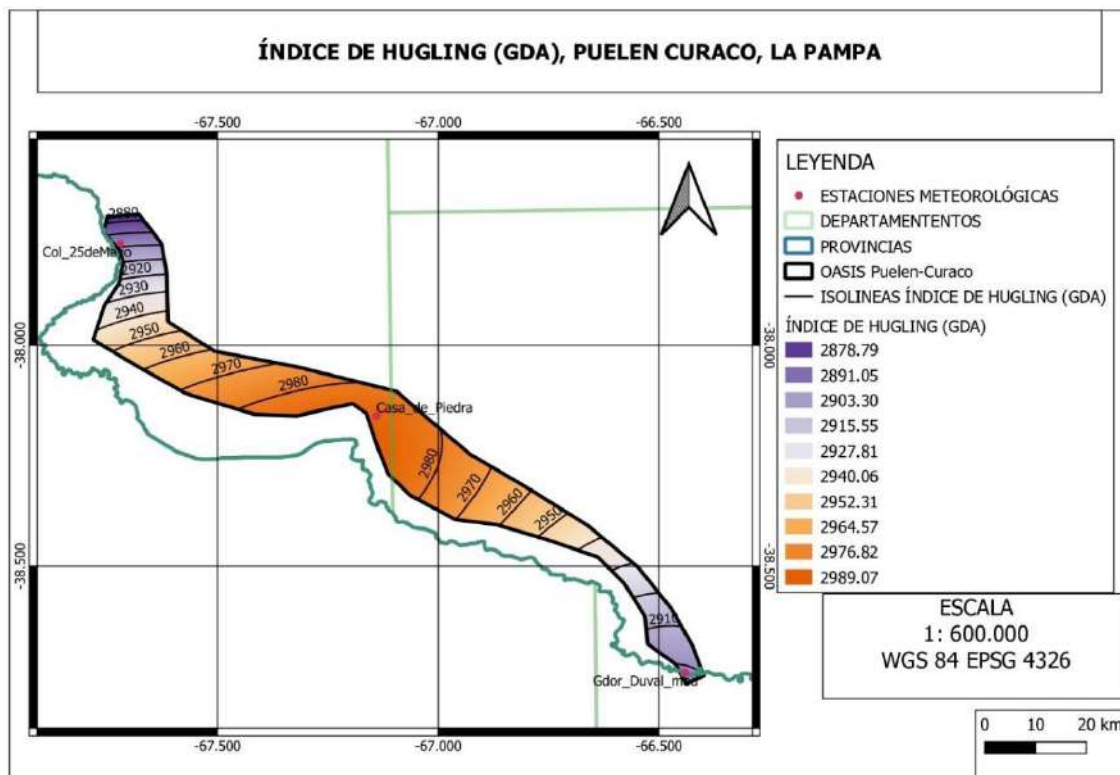 ÍNDICE DE HUGLING (GDA), PUELEN CURACO, LA PAMPA
-67.500
-67.000
-66.500
LEYENDA
ESTACIONES METEOROLÓGICAS
DEPARTAMENTENTOS
PROVINCIAS
OASIS Puelen-Curaco
ISOLINEAS ÍNDICE DE HUGLING (GDA)
ÍNDICE DE HUGLING (GDA)
2878.79
2891.05
2903.30
2915.55
2927.81
2940.06
2952.31
2964.57
2976.82
2989.07
2880
Col_25deMayo
2920
2930
2940
2950
2960
2970
2980
-38.000
-38.000
Casa_de_Piedra
2980
2970
2960
2950
-38.500
-38.500
2910
Gdor_Duval_
ESCALA
1: 600.000
WGS 84 EPSG 4326
0 10 20 km
-67.500
-67.000
-66.500